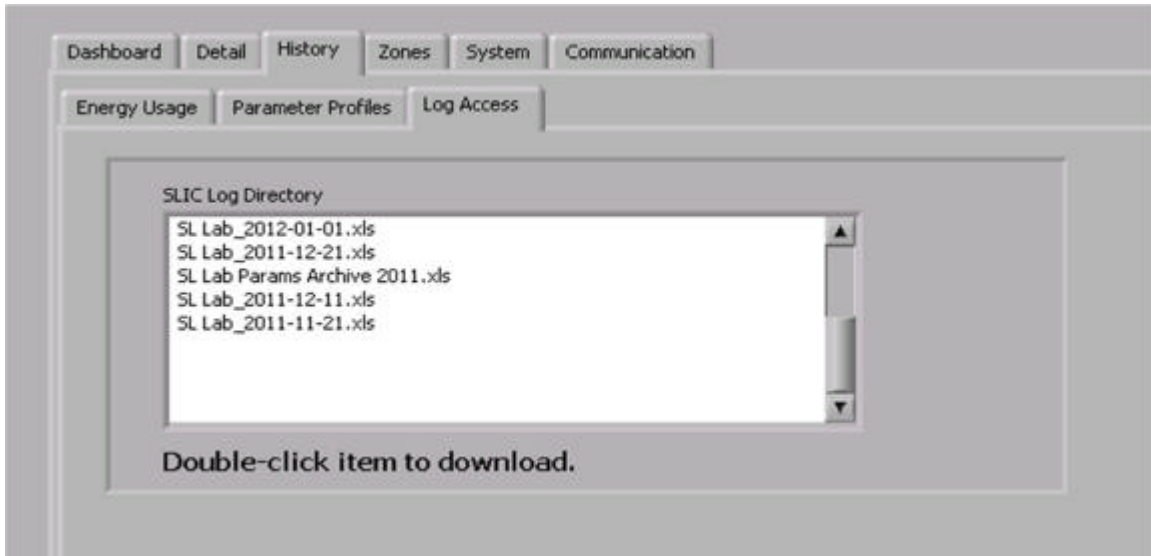 Dashboard Detail History Zones System Communication
Energy Usage Parameter Profiles Log Access
SLIC Log Directory
SL Lab_2012-01-01.xls
SL Lab_2011-12-21.xls
SL Lab Params Archive 2011.xls
SL Lab_2011-12-11.xls
SL Lab_2011-11-21.xls
Double-click item to download.